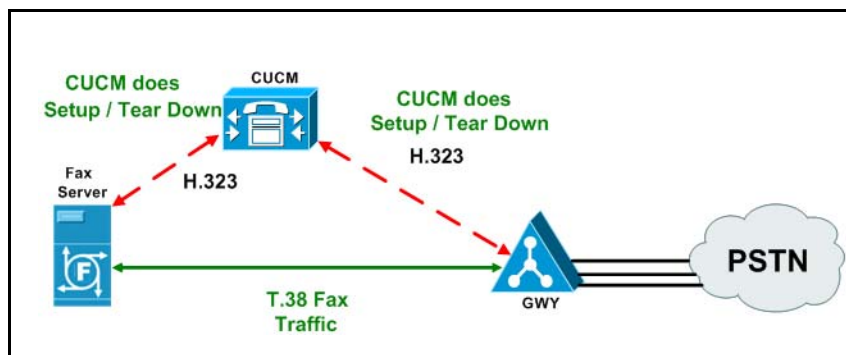 CUCM does
Setup / Tear Down
CUCM
CUCM does
Setup / Tear Down
H.323
H.323
Fax
Server
F
T.38 Fax
Traffic
GWY
PSTN